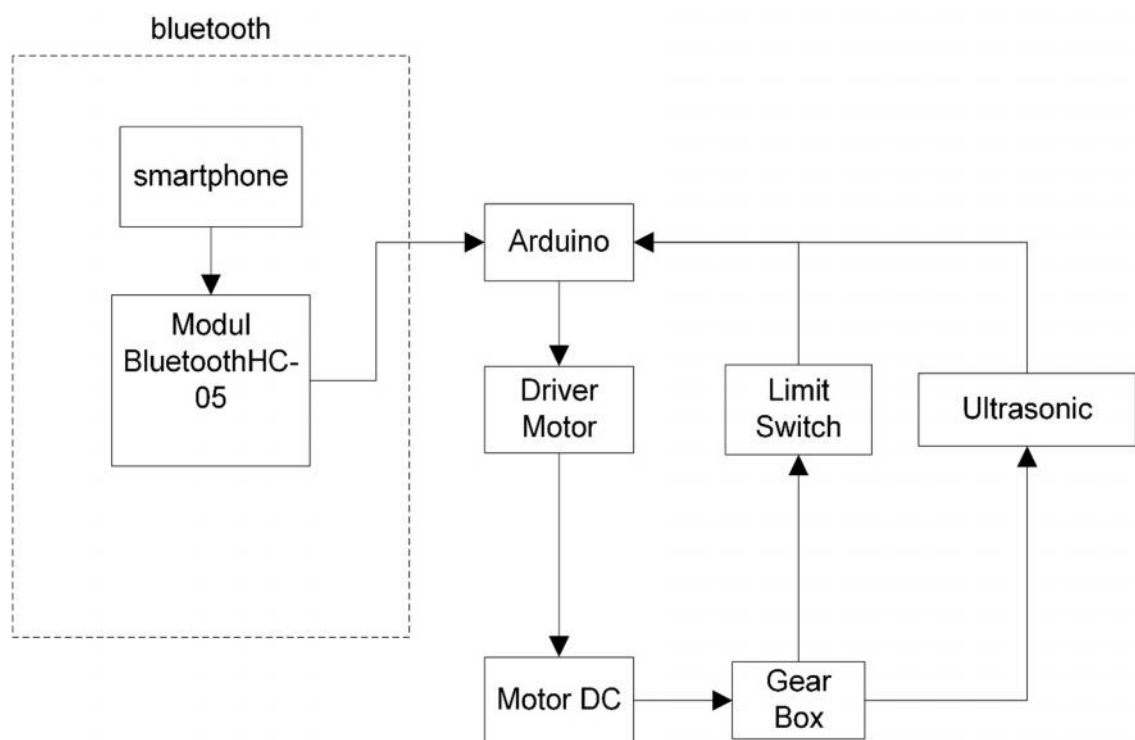 bluetooth
smartphone
Modul
BluetoothHC-
05
Arduino
Driver
Motor
Limit
Switch
Ultrasonic
Motor DC
Gear
Box